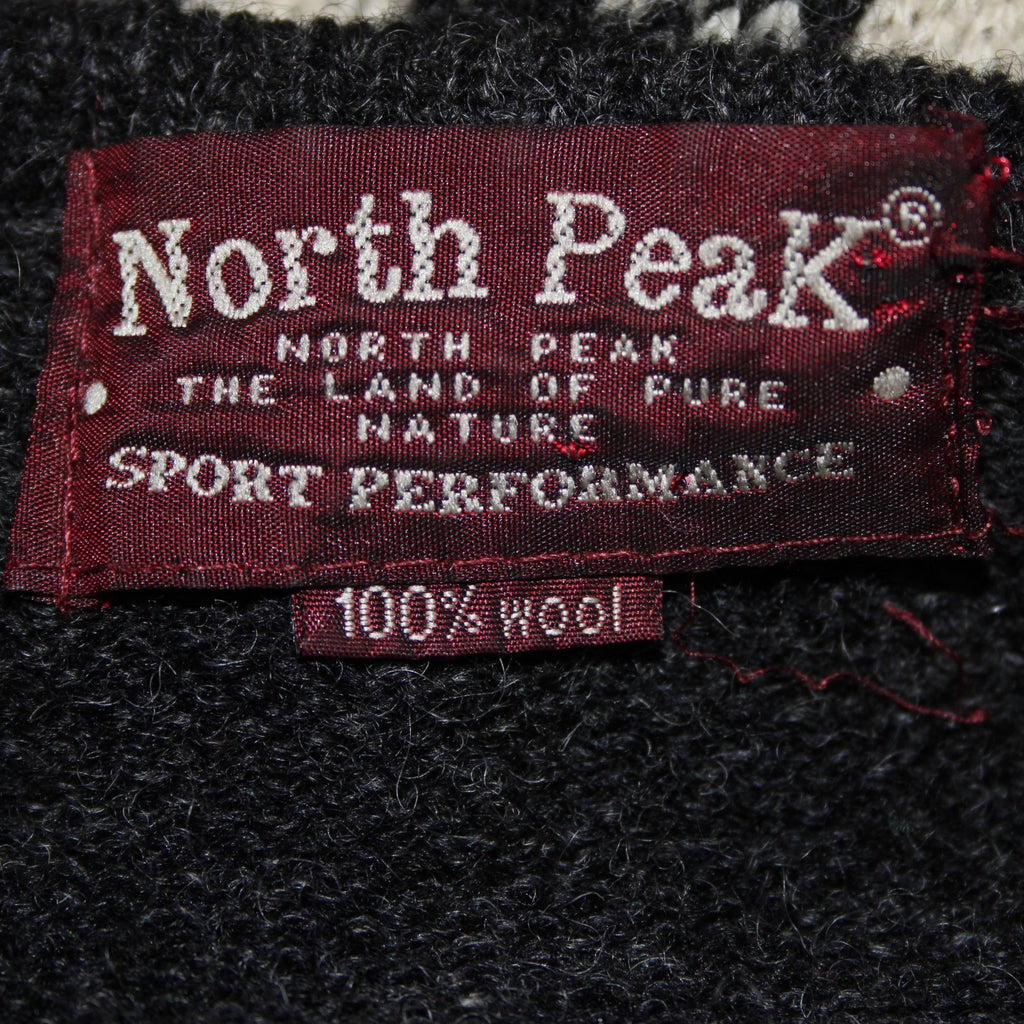 North Peak®
NORTH PEAK
THE LAND OF PURE
NATURE
SPORT PERFORMANCE
100% wool